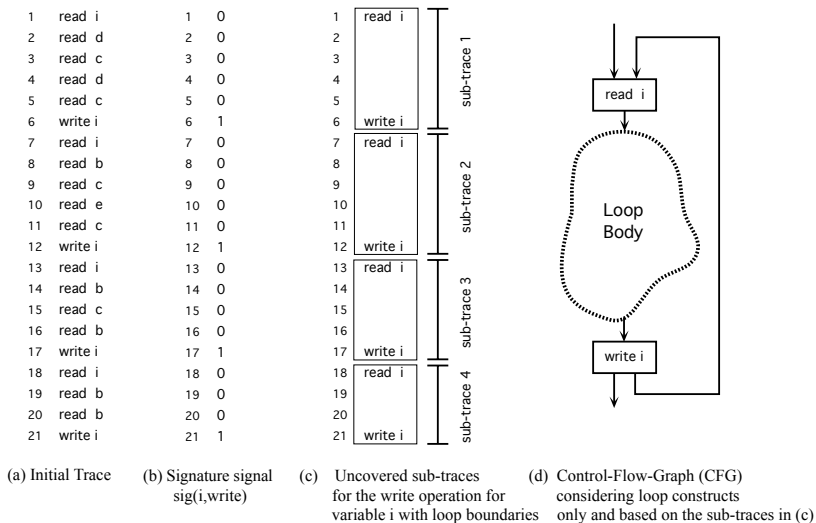 1 read i
2 read d
3 read c
4 read d
5 read c
6 write i
7 read i
8 read b
9 read c
10 read e
11 read c
12 write i
13 read i
14 read b
15 read c
16 read b
17 write i
18 read i
19 read b
20 read b
21 write i
(a) Initial Trace
1 0
2 0
3 0
4 0
5 0
6 1
7 0
8 0
9 0
10 0
11 0
12 1
13 0
14 0
15 0
16 0
17 1
18 0
19 0
20 0
21 1
(b) Signature signal
sig(i,write)
1 read i
2
3
4
5
6 write i
7 read i
8
9
10
11
12 write i
13 read i
14
15
16
17 write i
18 read i
19
20
21 write i
sub-trace 1
sub-trace 2
sub-trace 3
sub-trace 4
(c) Uncovered sub-traces
for the write operation for
variable i with loop boundaries
read i
Loop
Body
write i
(d) Control-Flow-Graph (CFG)
considering loop constructs
only and based on the sub-traces in (c)